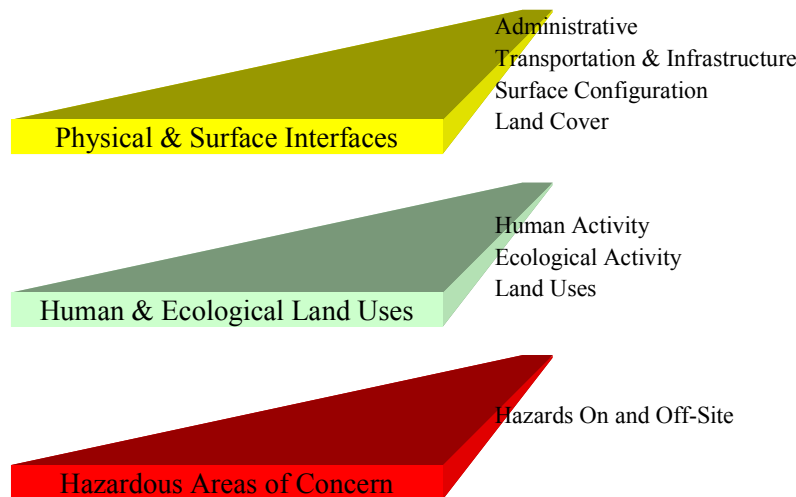 Administrative
Transportation & Infrastructure
Surface Configuration
Land Cover
Physical & Surface Interfaces
Human Activity
Ecological Activity
Land Uses
Human & Ecological Land Uses
Hazards On and Off-Site
Hazardous Areas of Concern